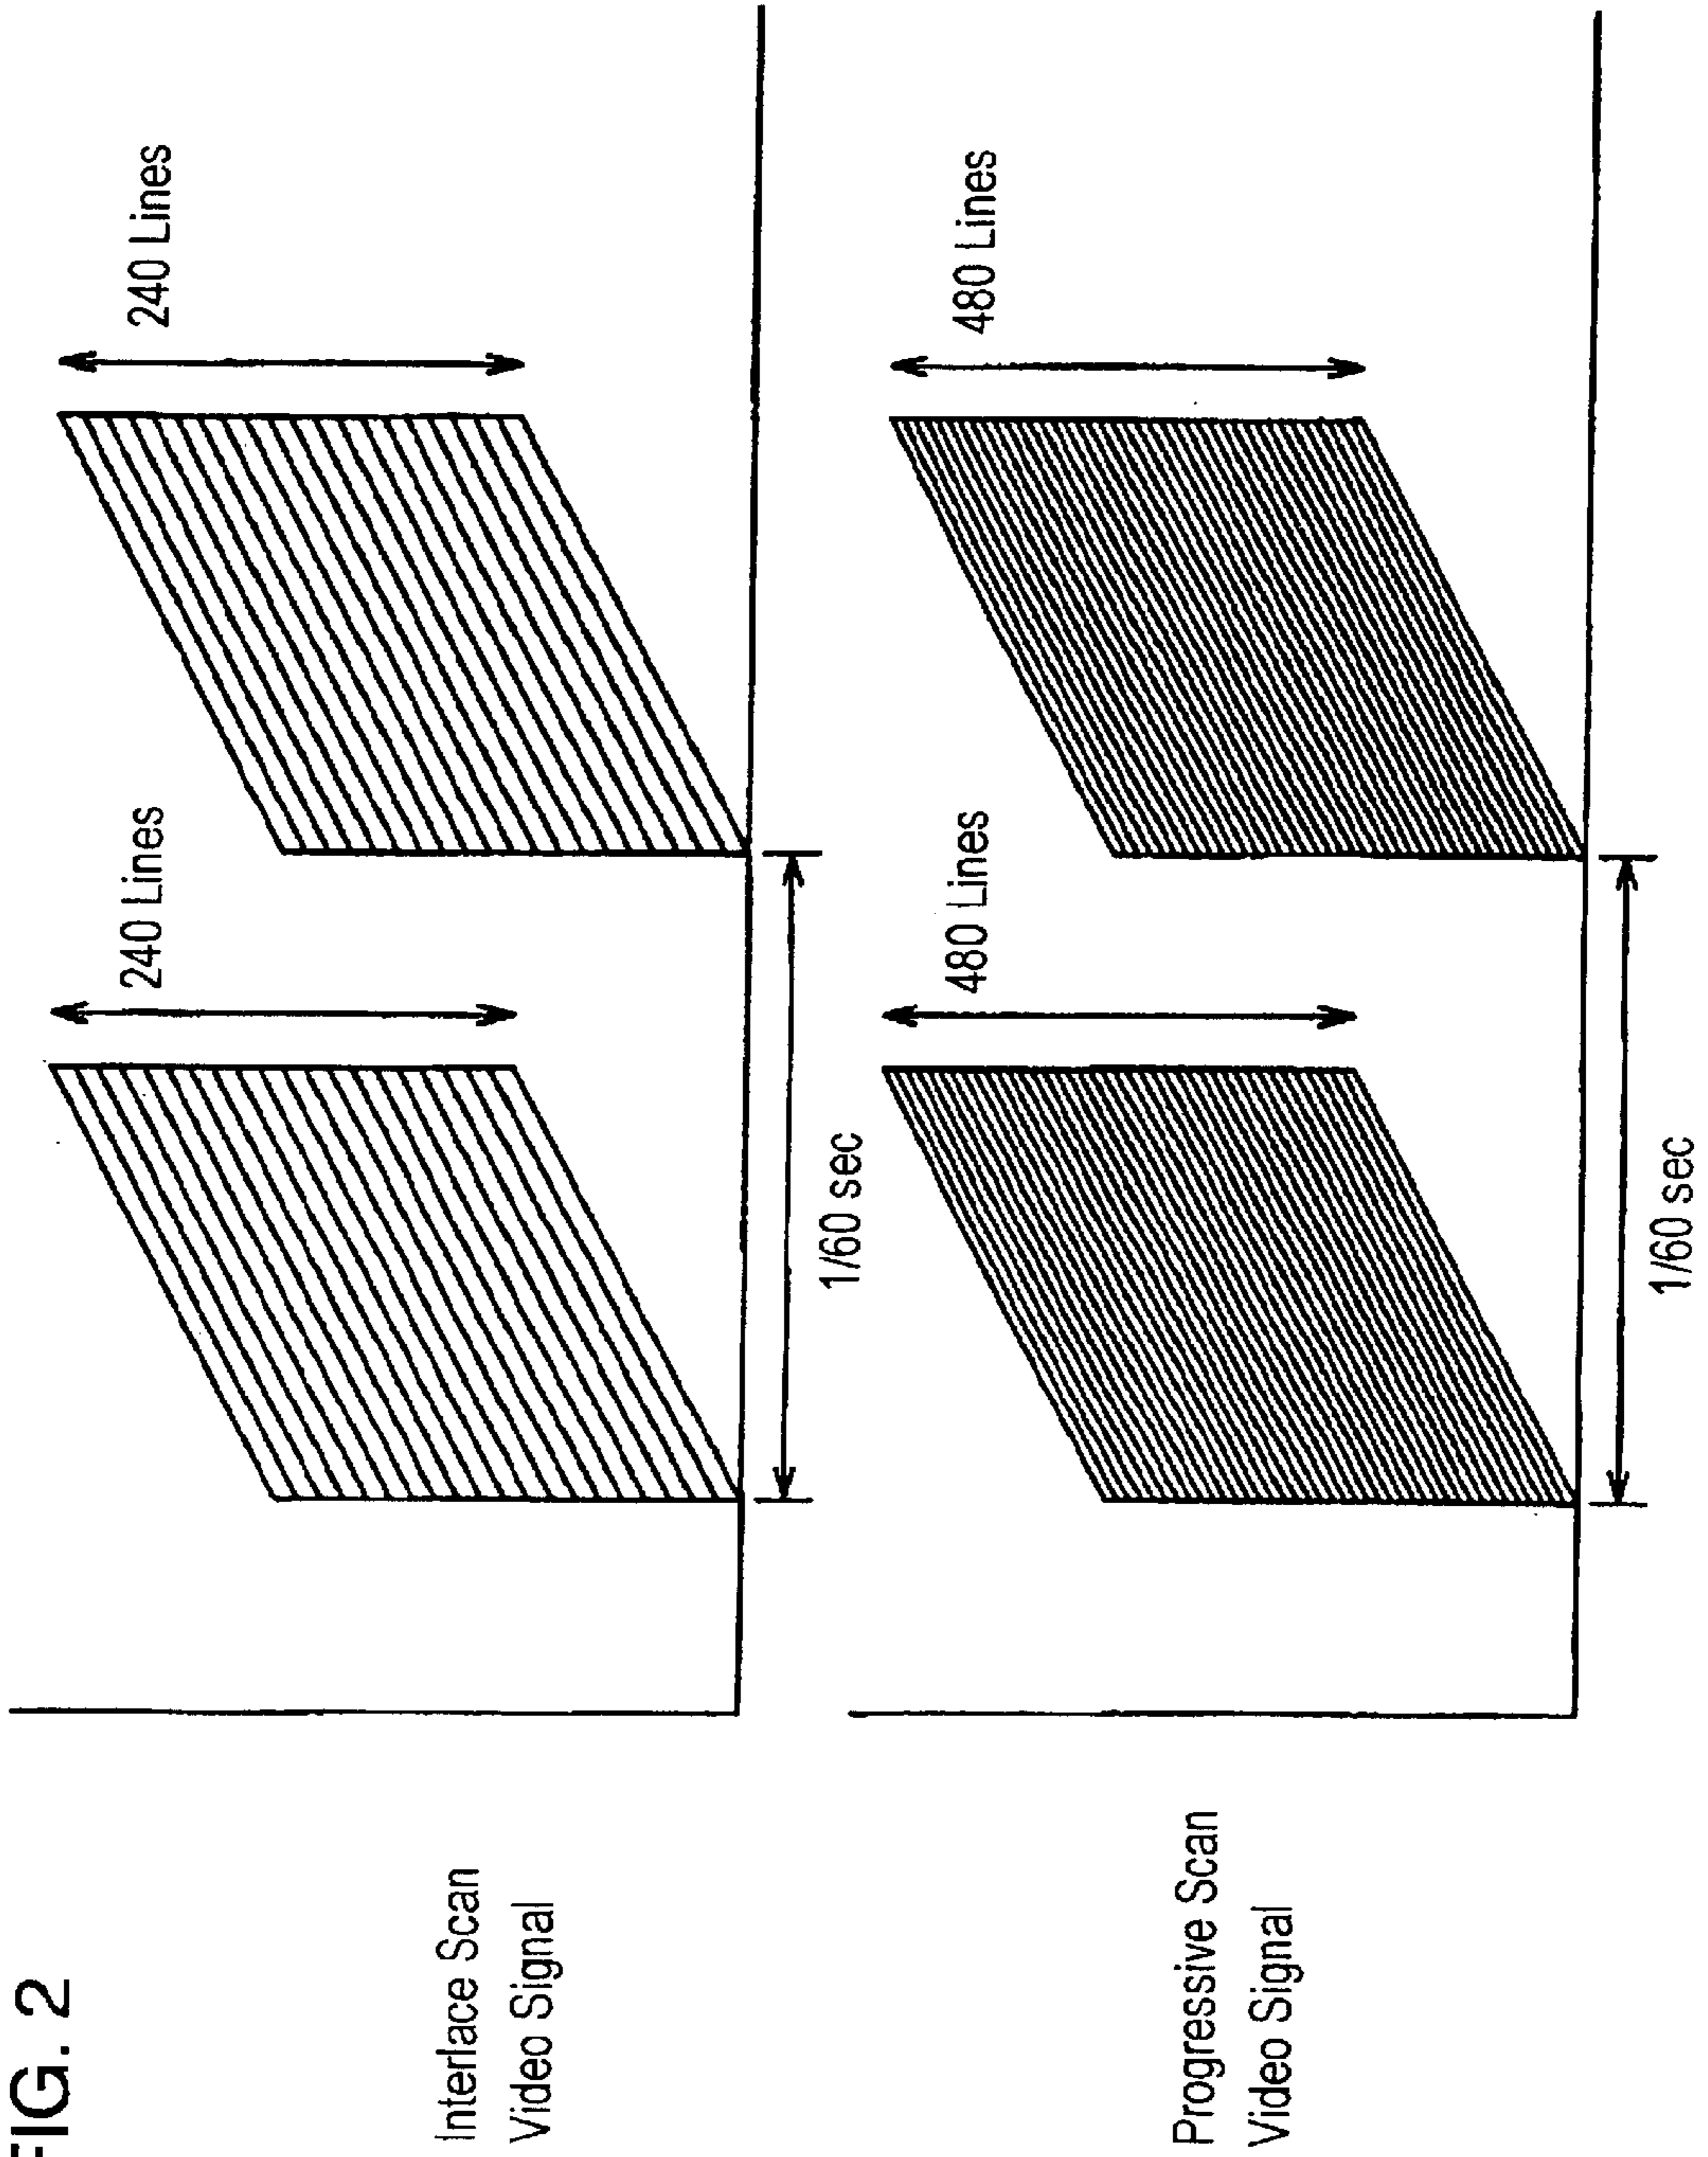 FIG. 2
Interlace Scan
Video Signal
240 Lines
240 Lines
1/60 sec
Progressive Scan
Video Signal
480 Lines
480 Lines
1/60 sec